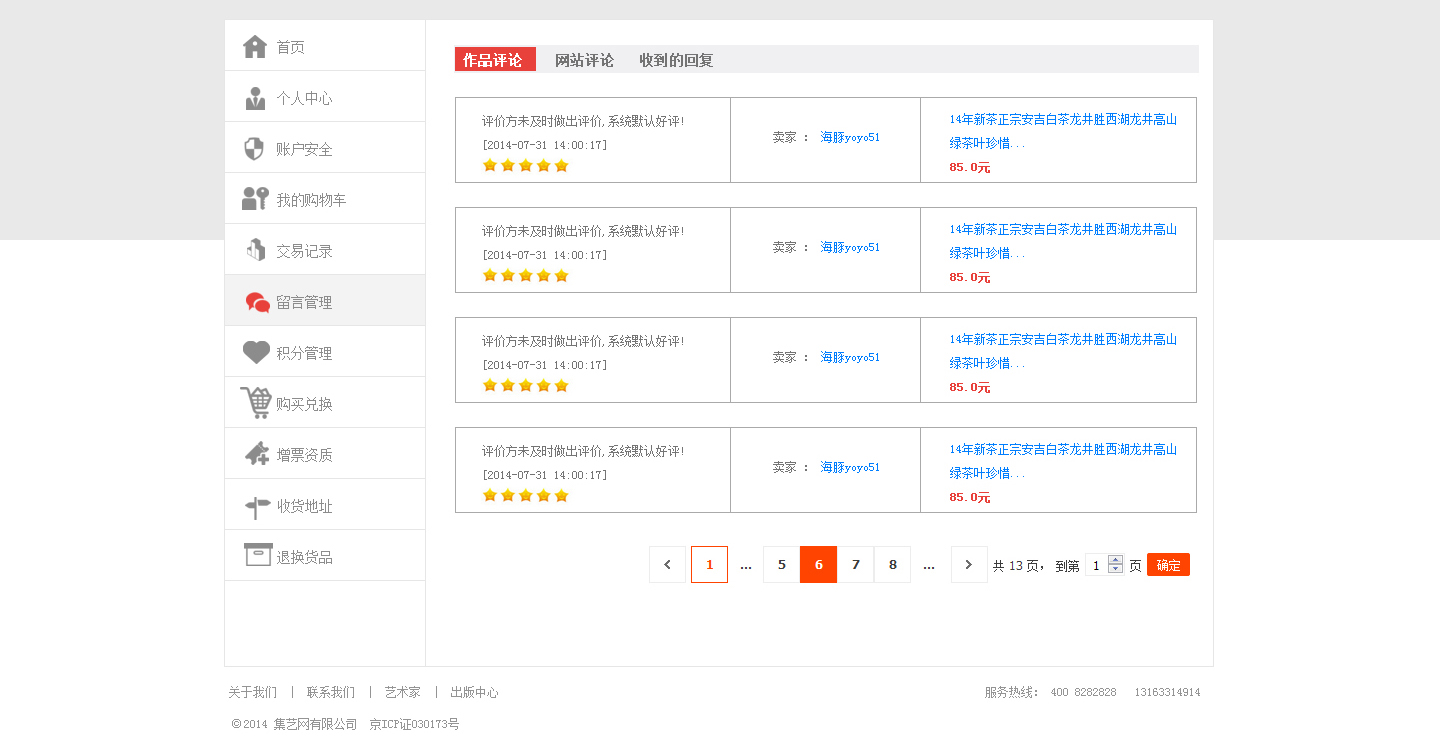 首页
个人中心
账户安全
我的购物车
交易记录
留言管理
积分管理
购买兑换
增票资质
收货地址
退换货品
作品评论 网站评论 收到的回复
评价方未及时做出评价,系统默认好评!
[2014-07-31 14:00:17]
卖家 : 海豚yoyo51
14年新茶正宗安吉白茶龙井胜西湖龙井高山
绿茶叶珍惜...
85.0元
评价方未及时做出评价,系统默认好评!
[2014-07-31 14:00:17]
卖家 : 海豚yoyo51
14年新茶正宗安吉白茶龙井胜西湖龙井高山
绿茶叶珍惜...
85.0元
评价方未及时做出评价,系统默认好评!
[2014-07-31 14:00:17]
卖家 : 海豚yoyo51
14年新茶正宗安吉白茶龙井胜西湖龙井高山
绿茶叶珍惜...
85.0元
评价方未及时做出评价,系统默认好评!
[2014-07-31 14:00:17]
卖家 : 海豚yoyo51
14年新茶正宗安吉白茶龙井胜西湖龙井高山
绿茶叶珍惜...
85.0元
< 1 ... 5 6 7 8 ... > 共 13 页, 到第 1 页 确定
关于我们 | 联系我们 | 艺术家 | 出版中心 服务热线: 400 8282828 13163314914
©2014 集艺网有限公司 京ICP证030173号